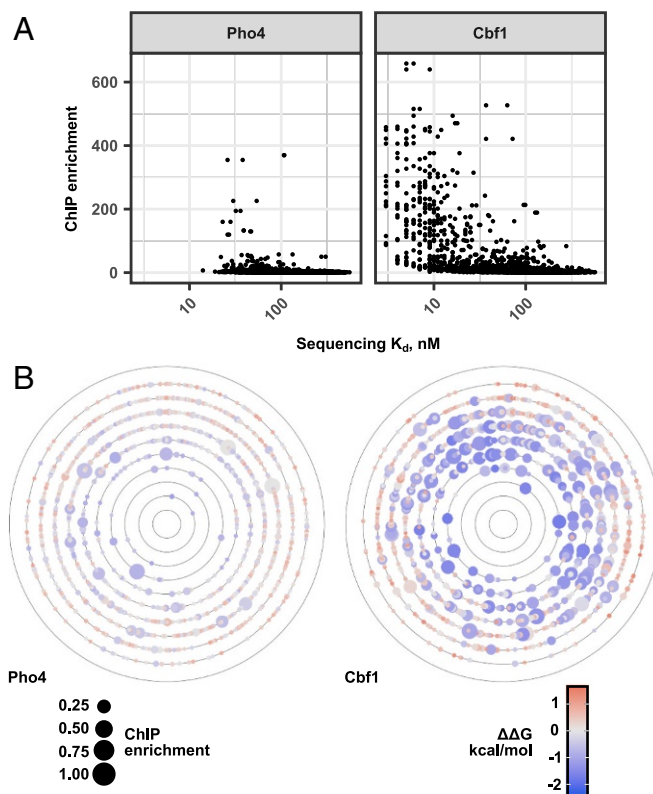 A
Pho4 Cbf1
ChIP enrichment
600
400
200
0
10 100 10 100
Sequencing Kd, nM
B
Pho4 Cbf1
0.25
0.50
0.75
1.00
ChIP
enrichment
ΔΔG
kcal/mol
1
0
-1
-2